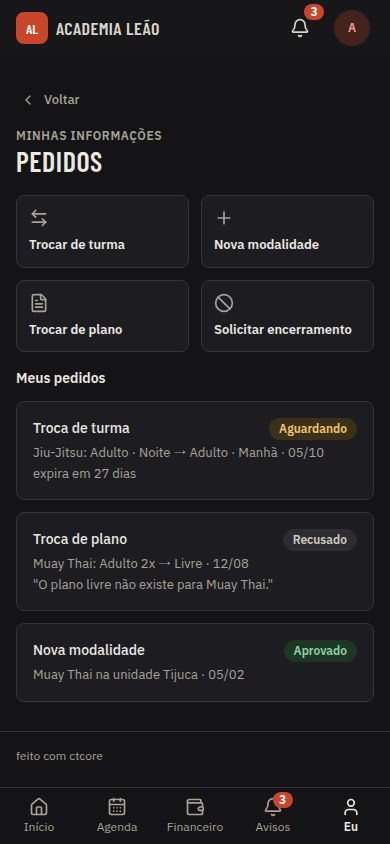 AL ACADEMIA LEÃO 3 A
Voltar
MINHAS INFORMAÇÕES
PEDIDOS
Trocar de turma
Nova modalidade
Trocar de plano
Solicitar encerramento
Meus pedidos
Troca de turma Aguardando
Jiu-Jitsu: Adulto · Noite → Adulto · Manhã · 05/10
expira em 27 dias
Troca de plano Recusado
Muay Thai: Adulto 2x → Livre · 12/08
"O plano livre não existe para Muay Thai."
Nova modalidade Aprovado
Muay Thai na unidade Tijuca · 05/02
feito com ctcore
3
Início Agenda Financeiro Avisos Eu